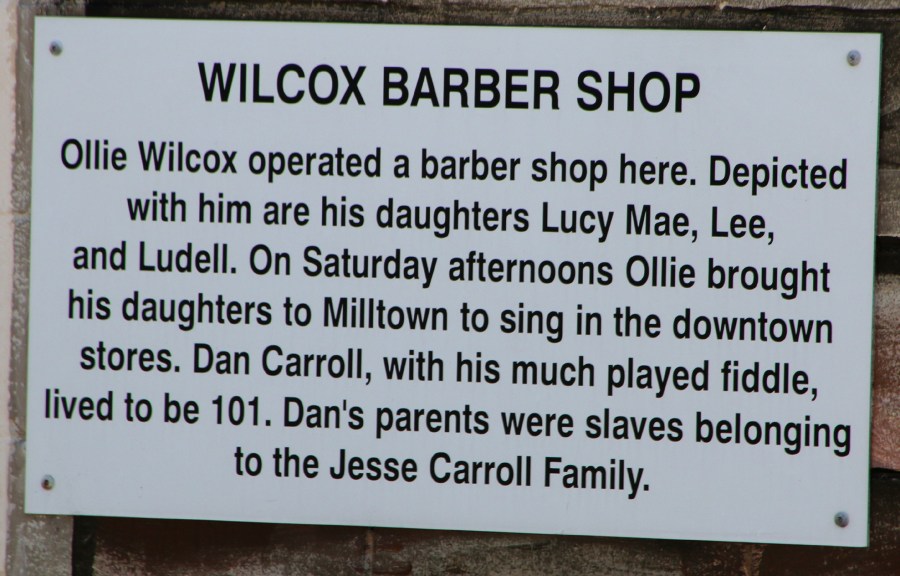 WILCOX BARBER SHOP
Ollie Wilcox operated a barber shop here. Depicted
with him are his daughters Lucy Mae, Lee,
and Ludell. On Saturday afternoons Ollie brought
his daughters to Milltown to sing in the downtown
stores. Dan Carroll, with his much played fiddle,
lived to be 101. Dan's parents were slaves belonging
to the Jesse Carroll Family.